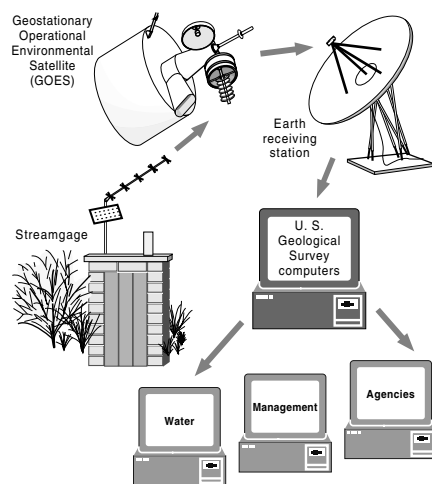 Geostationary
Operational
Environmental
Satellite
(GOES)
Earth
receiving
station
Streamgage
U. S.
Geological
Survey
computers
Water
Management
Agencies